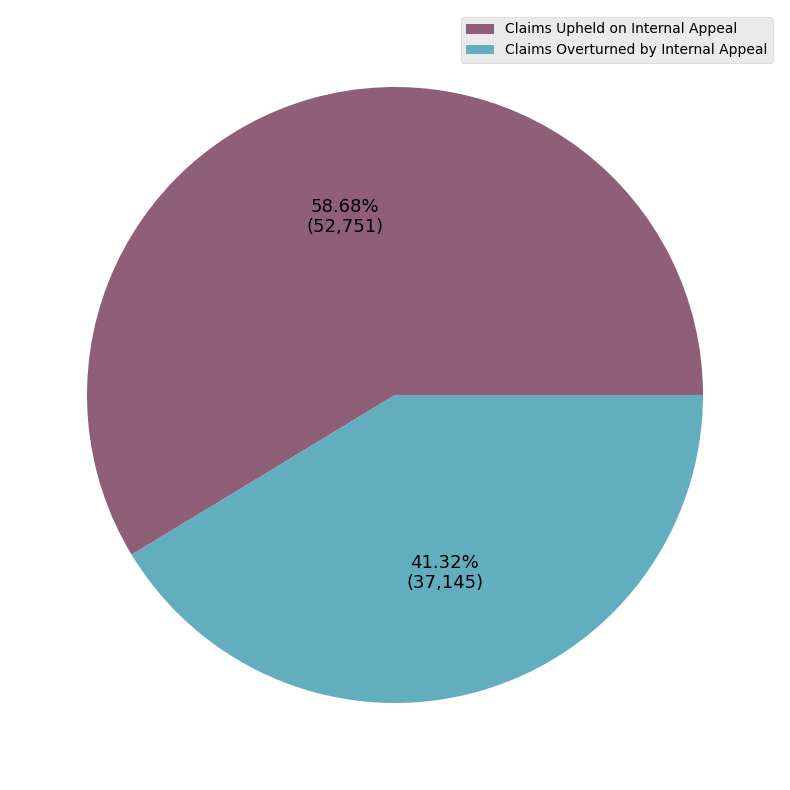 Claims Upheld on Internal Appeal
Claims Overturned by Internal Appeal
58.68%
(52,751)
41.32%
(37,145)